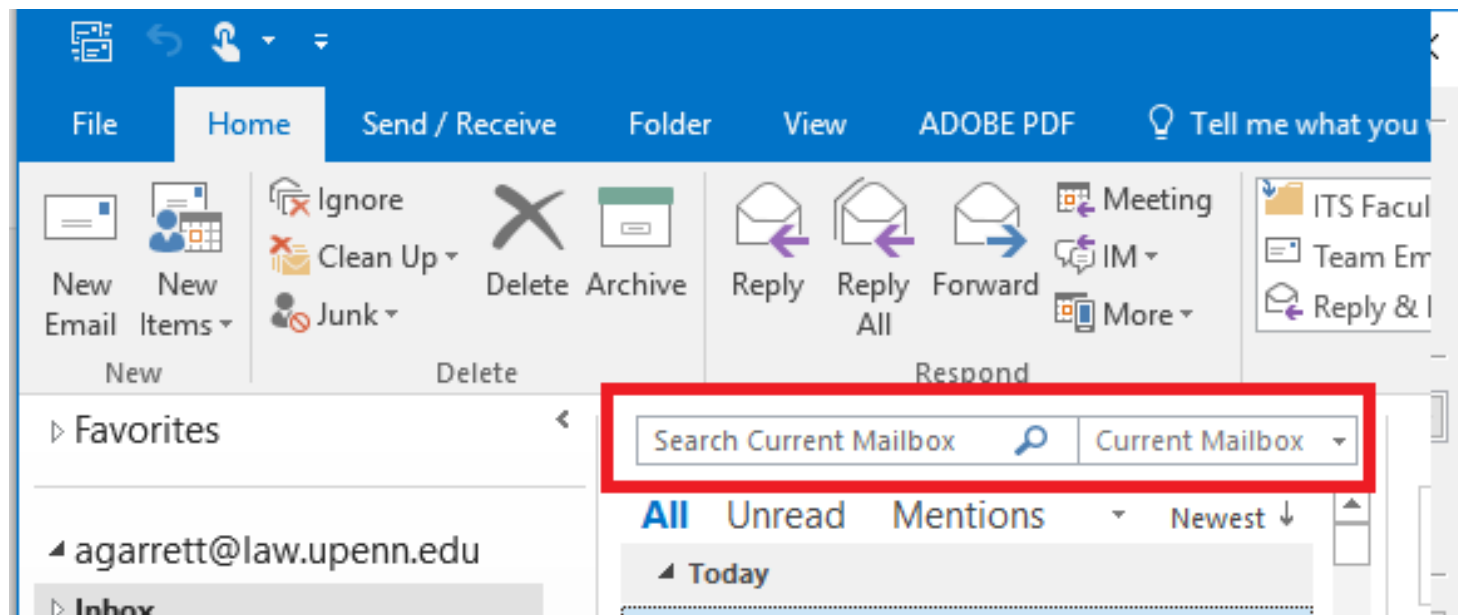 File Home Send / Receive Folder View ADOBE PDF Tell me what you
Ignore Meeting ITS
Clean Up IM Team
New Email New Items Junk Delete Archive Reply Reply All Forward More Reply &
New Delete Respond
Favorites Search Current Mailbox Current Mailbox
All Unread Mentions Newest
agarrett@law.upenn.edu
Today
Inbox